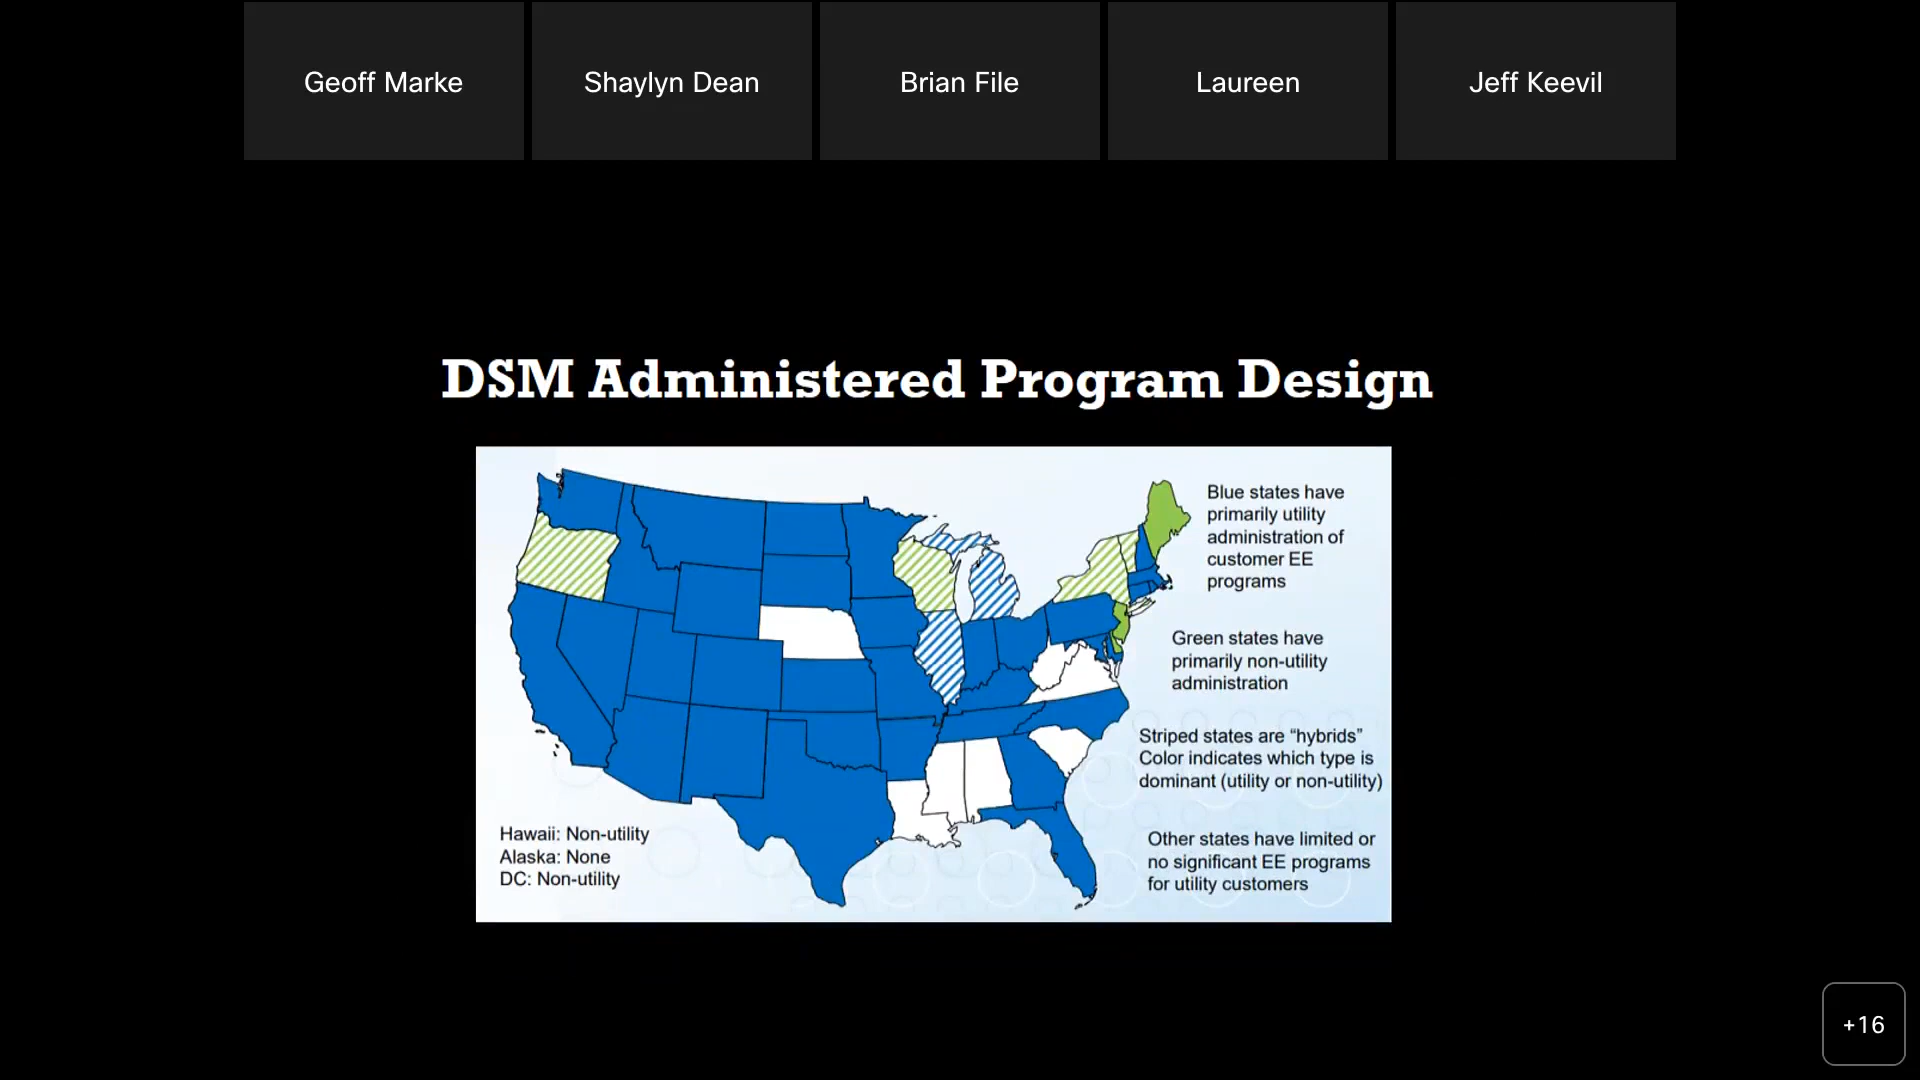 Geoff Marke
Shaylyn Dean
Brian File
Laureen
Jeff Keevil
DSM Administered Program Design
Blue states have
primarily utility
administration of
customer EE
programs
Green states have
primarily non-utility
administration
Striped states are “hybrids”
Color indicates which type is
dominant (utility or non-utility)
Other states have limited or
no significant EE programs
for utility customers
Hawaii: Non-utility
Alaska: None
DC: Non-utility
+16